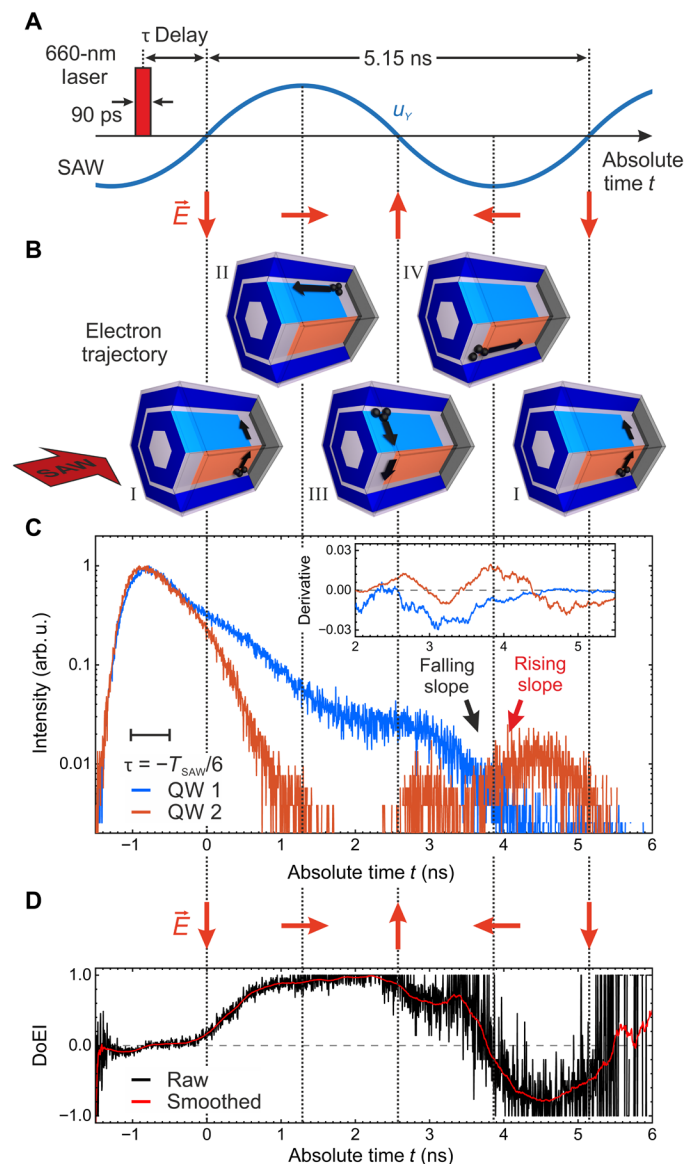 A
τ Delay
660-nm
laser
5.15 ns
90 ps
u_Y
SAW
Absolute
time t
E
B
II
IV
Electron
trajectory
SAW
I
III
I
C
Intensity (arb. u.)
1
0.1
0.01
Derivative
0.03
0.00
−0.03
2
3
4
5
Falling
slope
Rising
slope
τ = −T_SAW/6
QW 1
QW 2
−1
0
1
2
3
4
5
6
Absolute time t (ns)
D
E
DoEI
1.0
0.0
−1.0
Raw
Smoothed
−1
0
1
2
3
4
5
6
Absolute time t (ns)